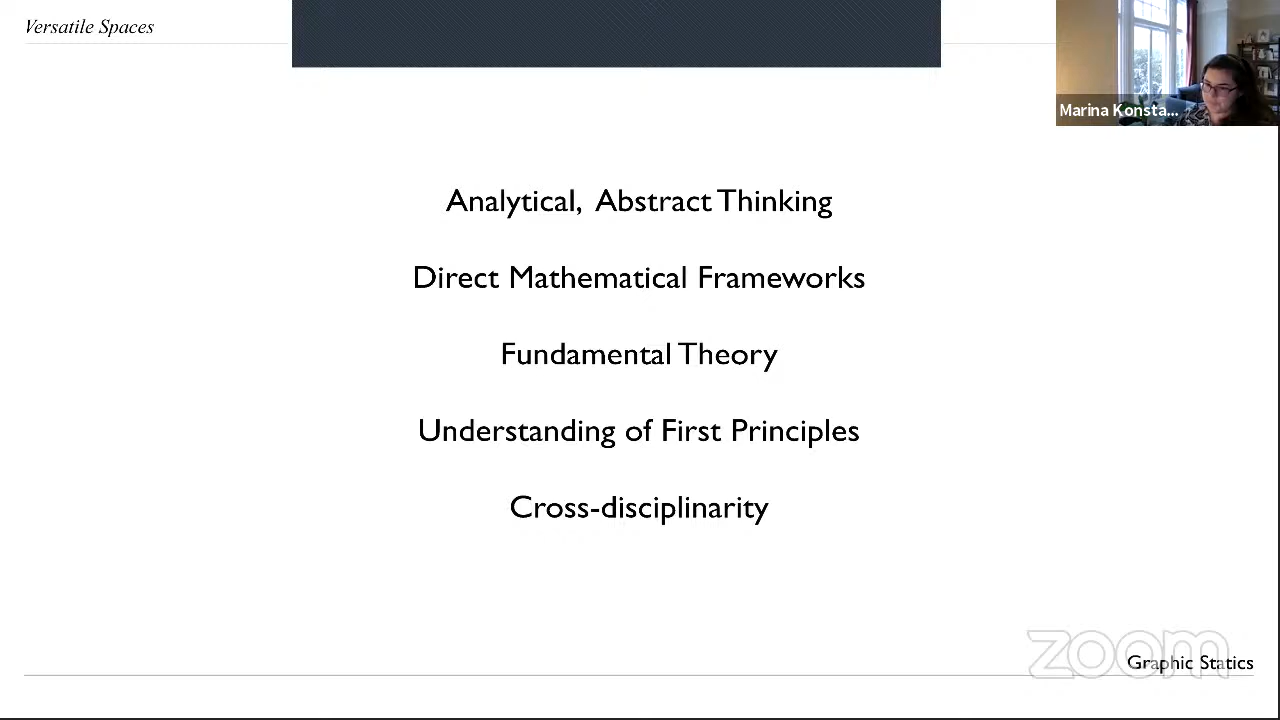 Versatile Spaces
Marina Konsta...
Analytical, Abstract Thinking
Direct Mathematical Frameworks
Fundamental Theory
Understanding of First Principles
Cross-disciplinarity
zoom
Graphic Statics